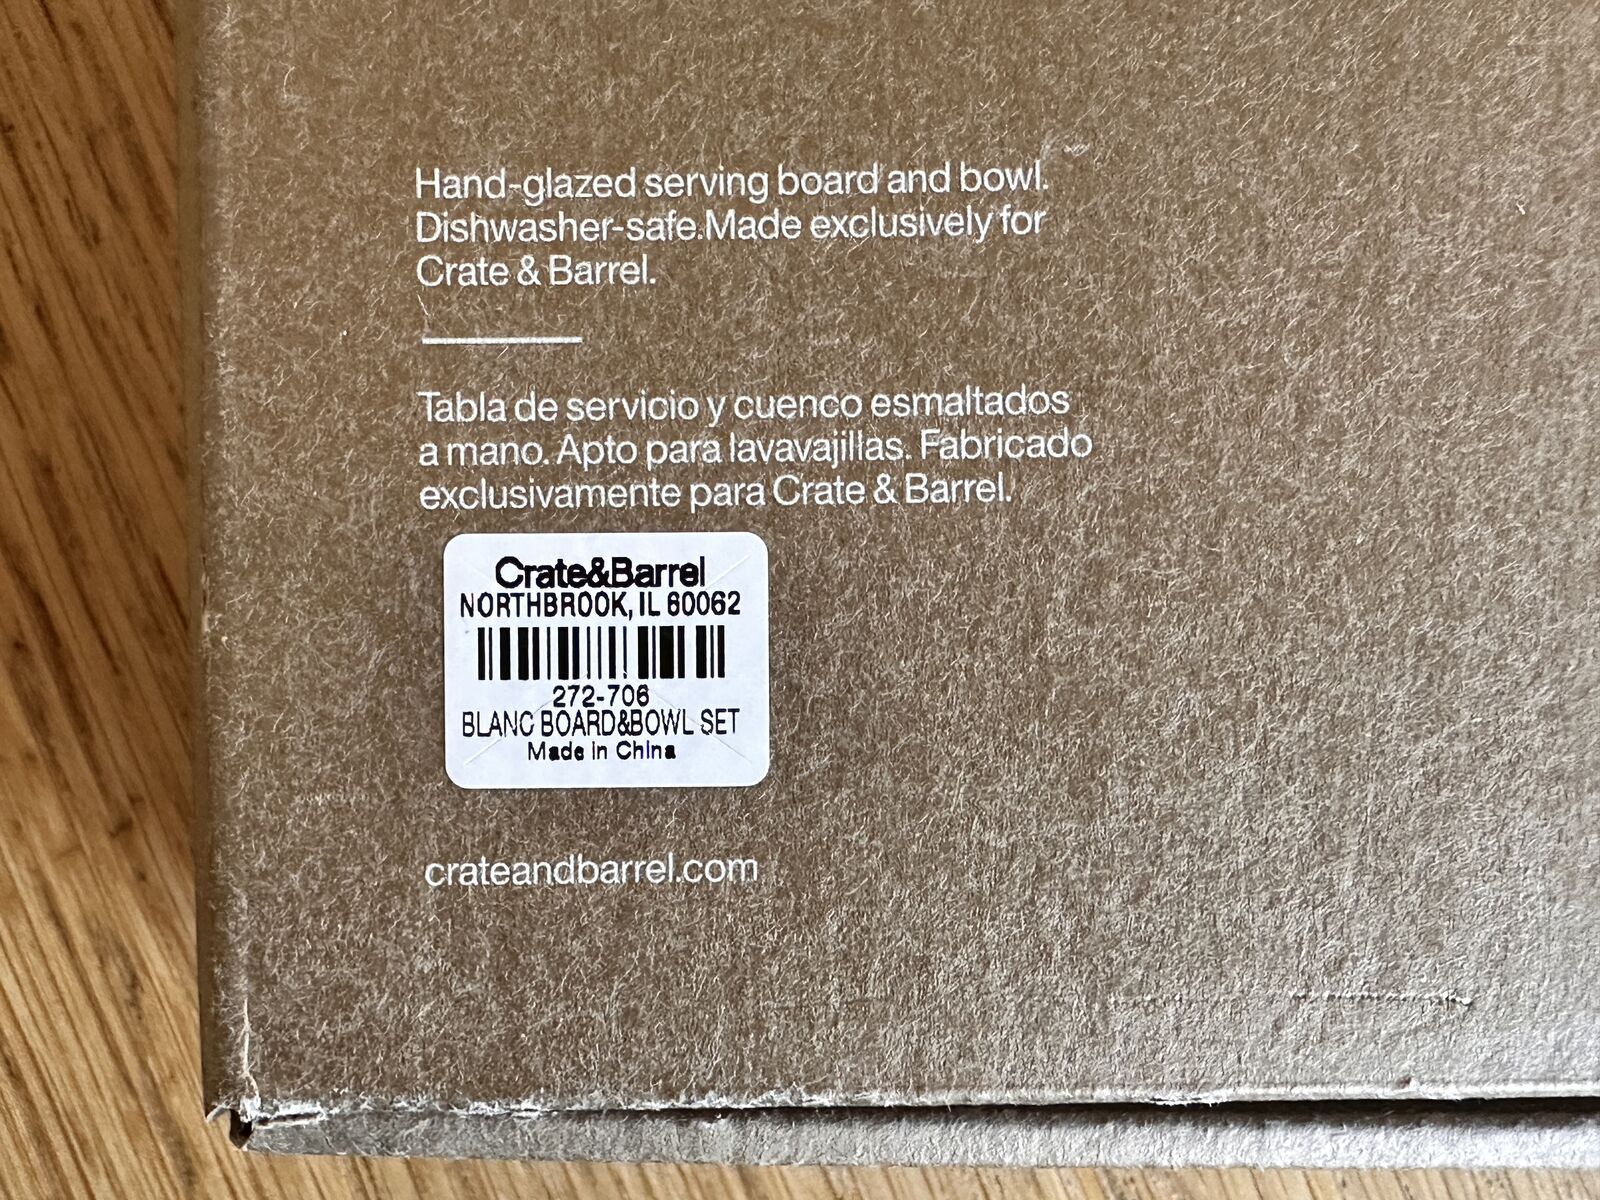 Hand-glazed serving board and bowl.
Dishwasher-safe.Made exclusively for
Crate & Barrel.
Tabla de servicio y cuenco esmaltados
a mano. Apto para lavavajillas. Fabricado
exclusivamente para Crate & Barrel.
Crate&Barrel
NORTHBROOK, IL 60062
272-706
BLANC BOARD&BOWL SET
Made in China
crateandbarrel.com